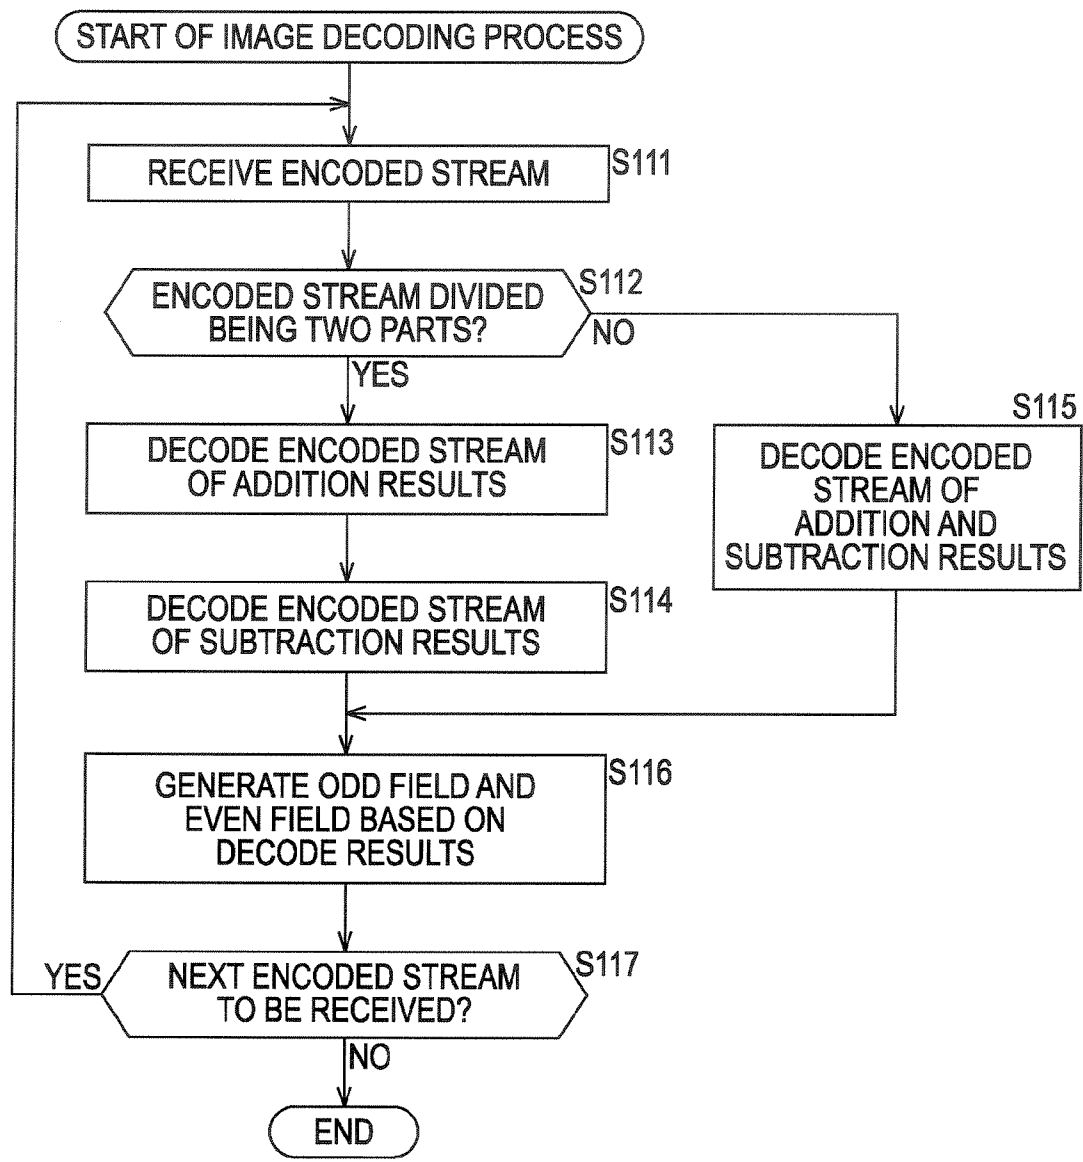 START OF IMAGE DECODING PROCESS
RECEIVE ENCODED STREAM
S111
ENCODED STREAM DIVIDED
BEING TWO PARTS?
S112
NO
YES
DECODE ENCODED STREAM
OF ADDITION RESULTS
S113
S115
DECODE ENCODED
STREAM OF
ADDITION AND
SUBTRACTION RESULTS
DECODE ENCODED STREAM
OF SUBTRACTION RESULTS
S114
GENERATE ODD FIELD AND
EVEN FIELD BASED ON
DECODE RESULTS
S116
YES
NEXT ENCODED STREAM
TO BE RECEIVED?
S117
NO
END